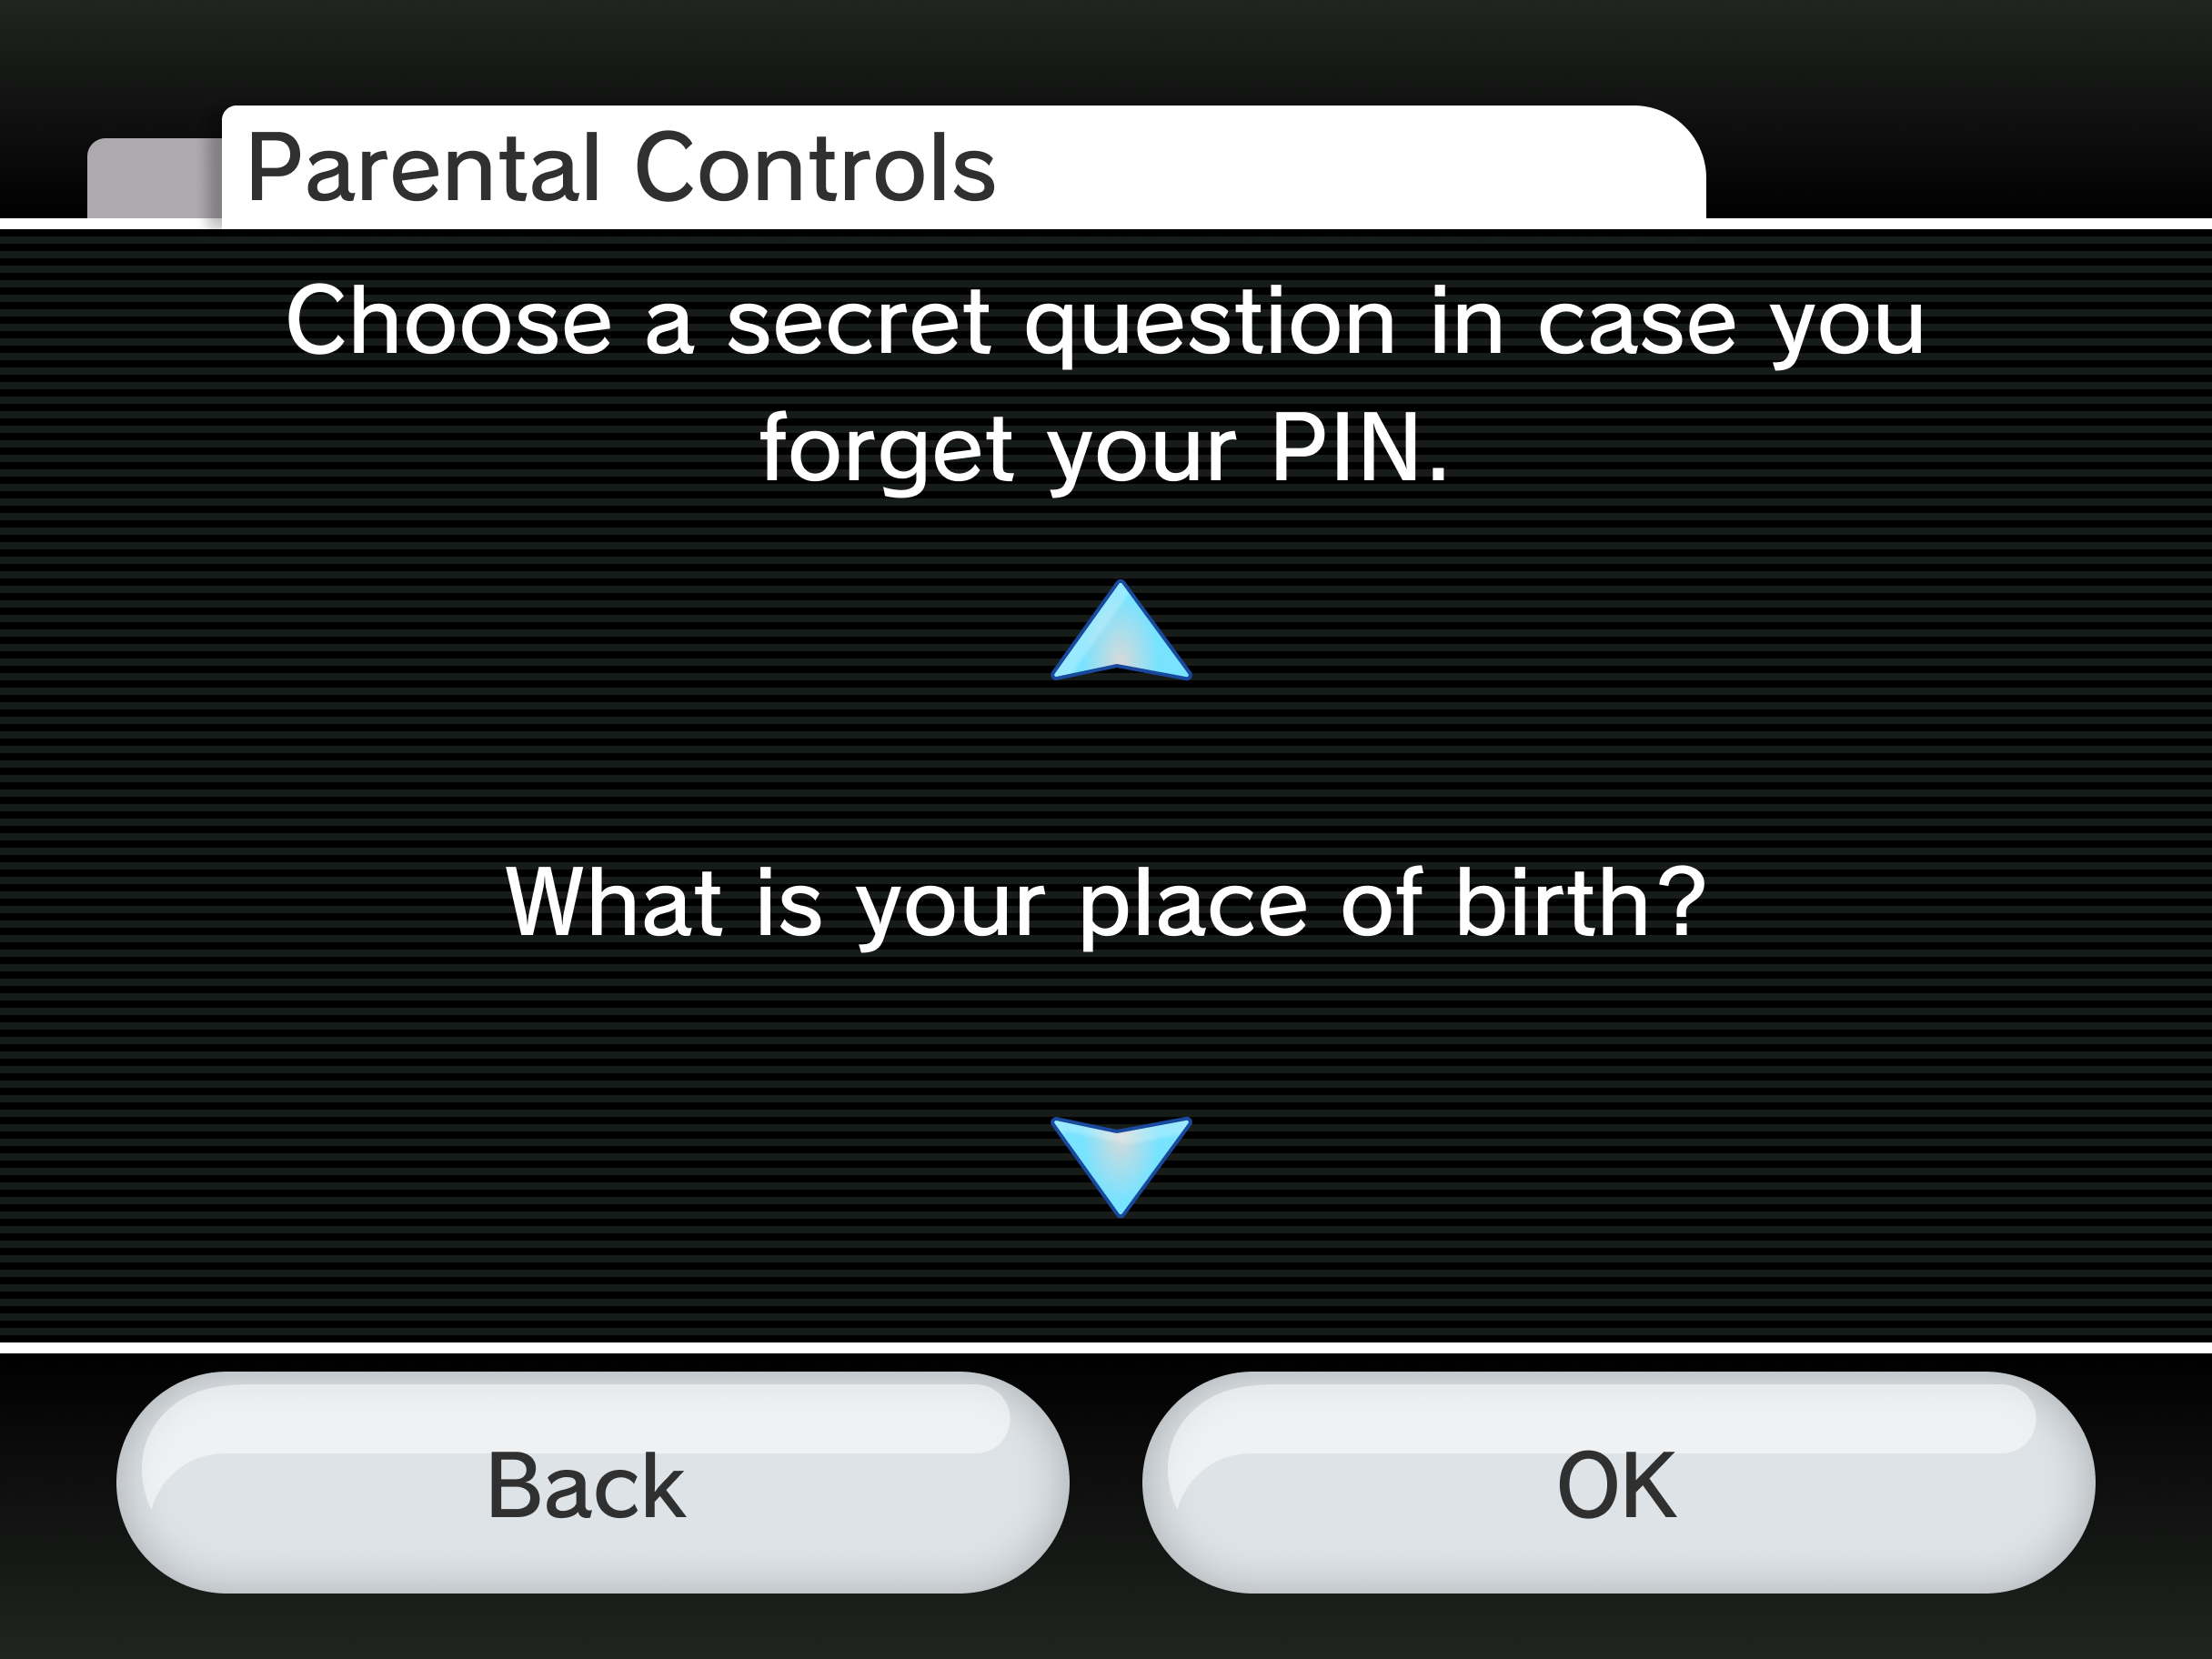 Parental Controls
Choose a secret question in case you
forget your PIN.
What is your place of birth?
Back
OK